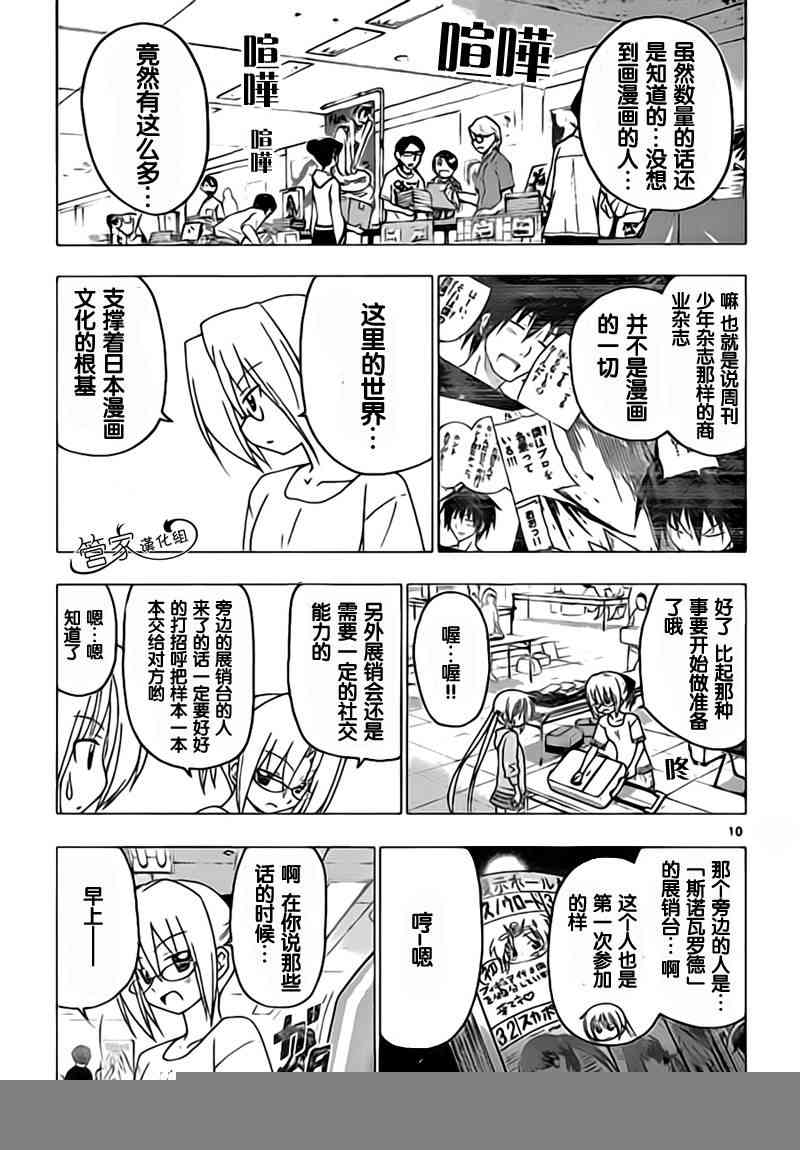 虽然数量的话还
是知道的…没想
到画漫画的人…
喧嘩
喧嘩
喧嘩
竟然有这么多…
嘛 也就是说周刊
少年杂志那样的商
业杂志
并不是漫画
的一切
这里的世界…
支撑着日本漫画
文化的根基
管家漢化组
好了 比起那种
事要开始做准备
了哦
喔…喔!!
咚
另外展销会还是
需要一定的社交
能力的
旁边的展销台的人
来了的话一定要好好
的打招呼把样本一本
本交给对方哟
嗯…嗯
知道了
10
那个旁边的人是…
「斯诺瓦罗德」
的展销台…啊
这个人也是
第一次参加
的样
哼-嗯
啊 在你说那些
话的时候…
早上——